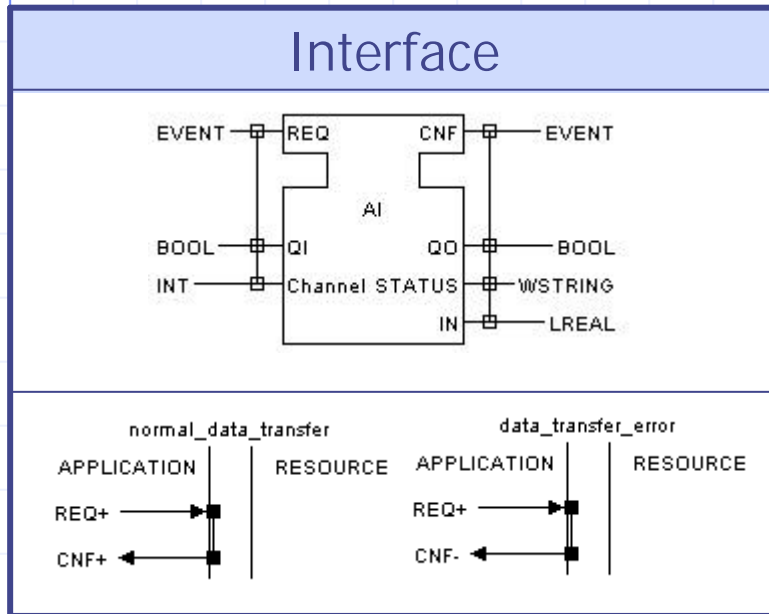 Interface
EVENT REQ CNF EVENT
AI
BOOL QI QO BOOL
INT Channel STATUS WSTRING
IN LREAL
normal_data_transfer data_transfer_error
APPLICATION RESOURCE APPLICATION RESOURCE
REQ+ REQ+
CNF+ CNF-